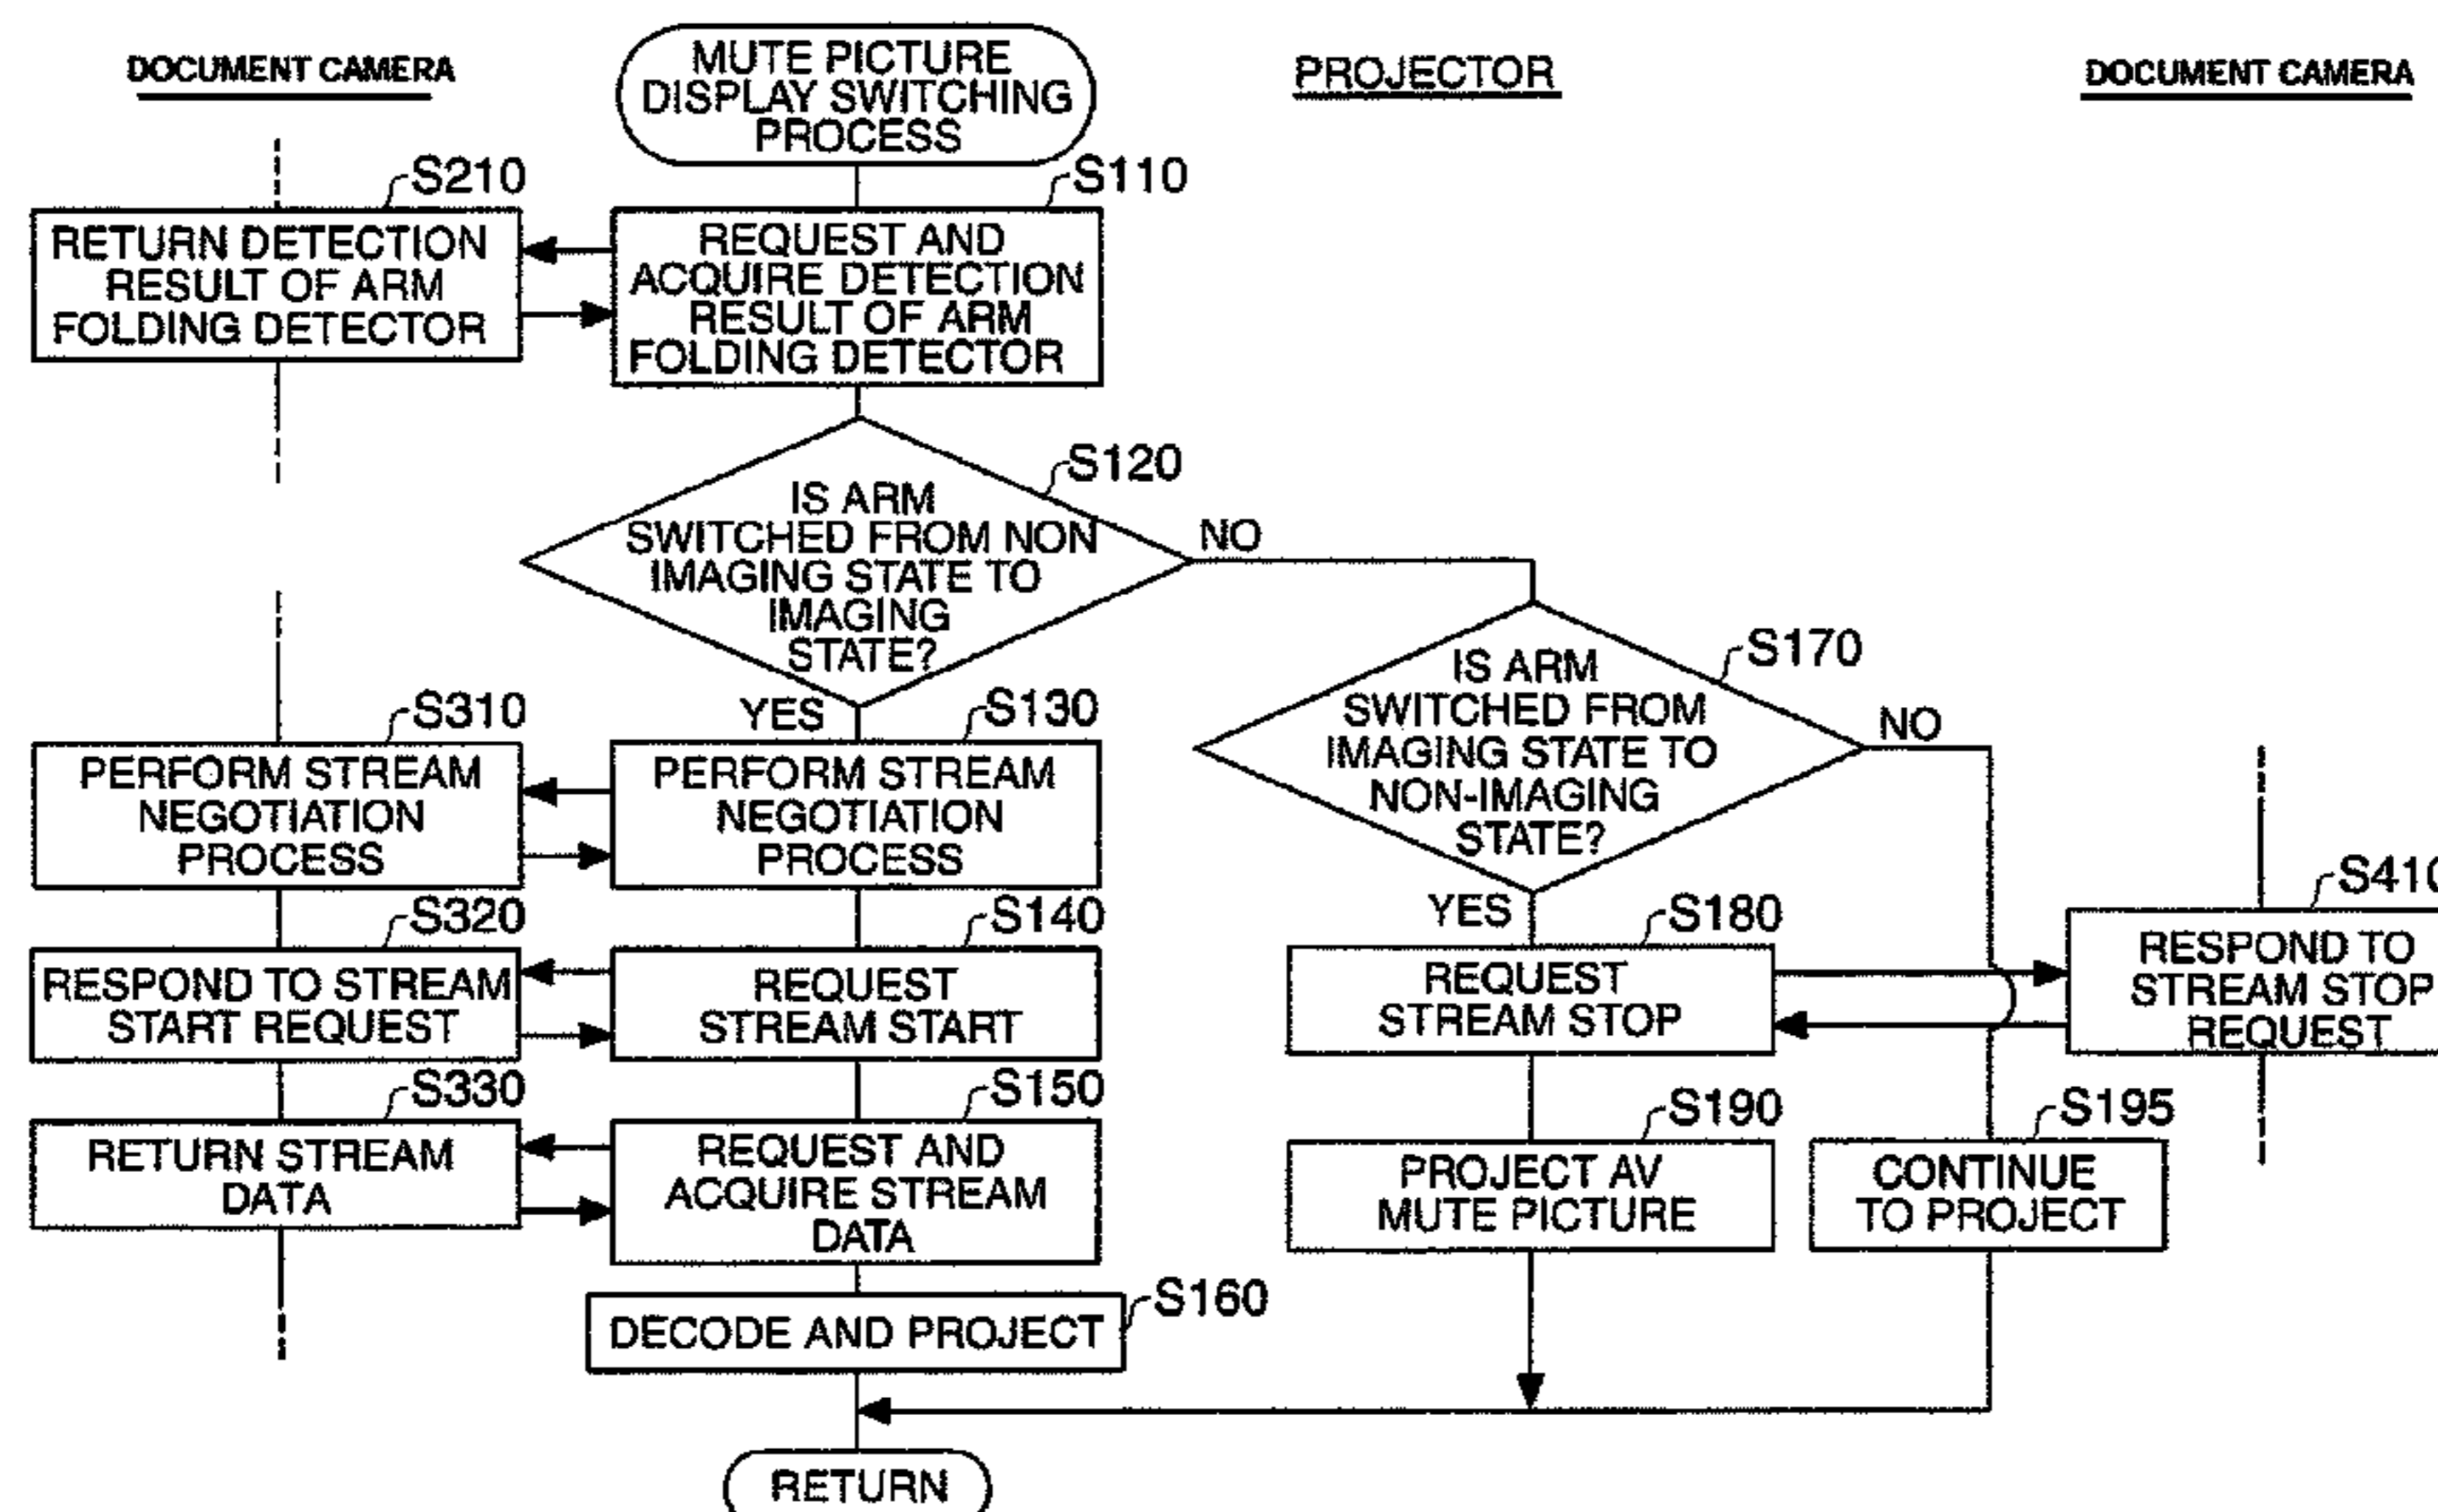 DOCUMENT CAMERA
MUTE PICTURE
DISPLAY SWITCHING
PROCESS
PROJECTOR
DOCUMENT CAMERA
S210
RETURN DETECTION
RESULT OF ARM
FOLDING DETECTOR
S110
REQUEST AND
ACQUIRE DETECTION
RESULT OF ARM
FOLDING DETECTOR
S120
IS ARM
SWITCHED FROM NON
IMAGING STATE TO
IMAGING
STATE?
NO
YES
S170
IS ARM
SWITCHED FROM
IMAGING STATE TO
NON-IMAGING
STATE?
NO
YES
S310
PERFORM STREAM
NEGOTIATION
PROCESS
S130
PERFORM STREAM
NEGOTIATION
PROCESS
S320
RESPOND TO STREAM
START REQUEST
S140
REQUEST
STREAM START
S180
REQUEST
STREAM STOP
S410
RESPOND TO
STREAM STOP
REQUEST
S330
RETURN STREAM
DATA
S150
REQUEST AND
ACQUIRE STREAM
DATA
S190
PROJECT AV
MUTE PICTURE
S195
CONTINUE
TO PROJECT
S160
DECODE AND PROJECT
RETURN